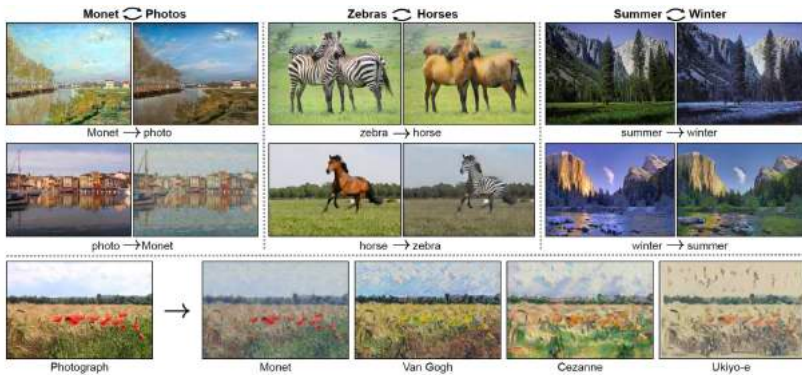 Monet ⇄ Photos
Zebras ⇄ Horses
Summer ⇄ Winter
Monet → photo
zebra → horse
summer → winter
photo → Monet
horse → zebra
winter → summer
Photograph
→
Monet
Van Gogh
Cezanne
Ukiyo-e